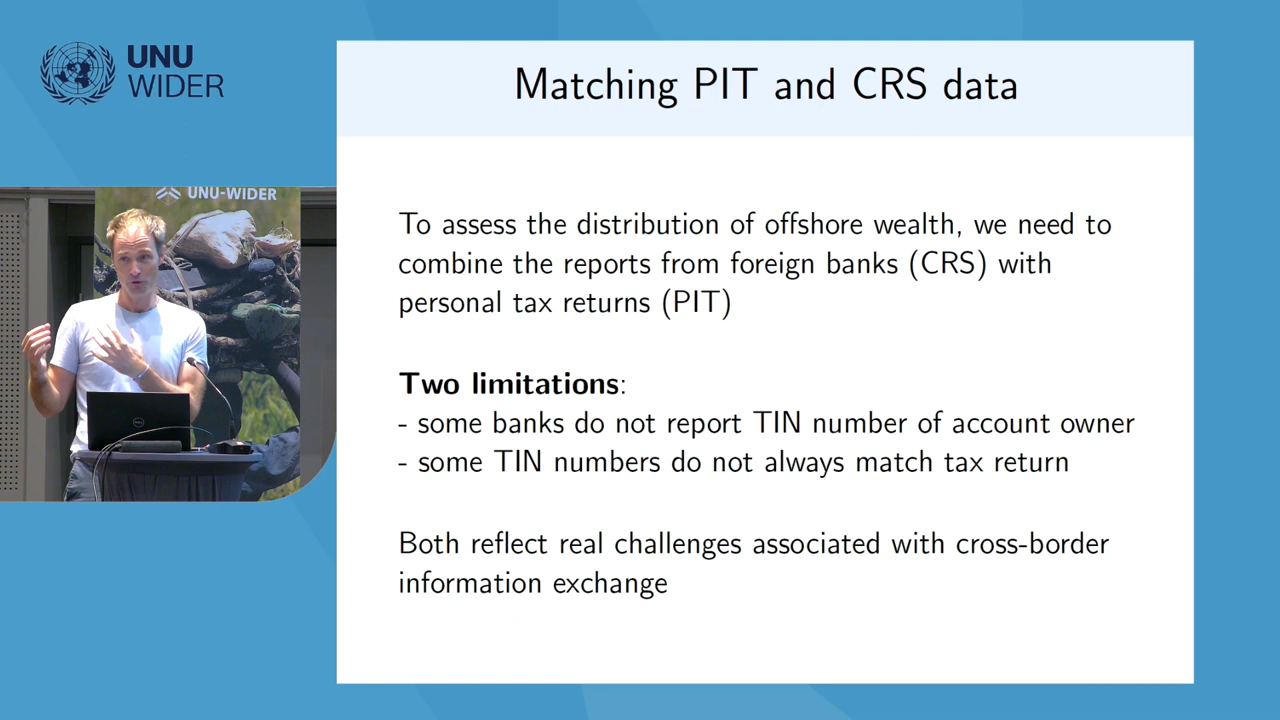 UNU
WIDER
UNU-WIDER
Matching PIT and CRS data
To assess the distribution of offshore wealth, we need to
combine the reports from foreign banks (CRS) with
personal tax returns (PIT)
Two limitations:
- some banks do not report TIN number of account owner
- some TIN numbers do not always match tax return
Both reflect real challenges associated with cross-border
information exchange